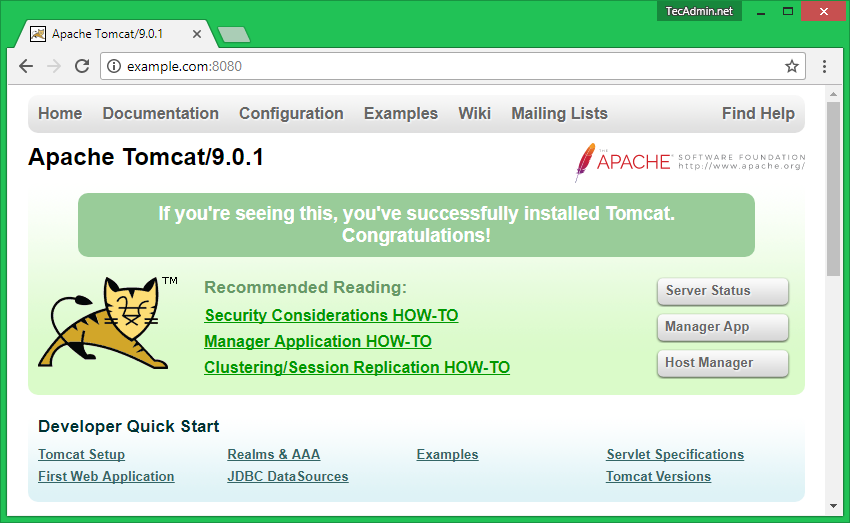 TecAdmin.net
Apache Tomcat/9.0.1
example.com:8080
Home Documentation Configuration Examples Wiki Mailing Lists Find Help
Apache Tomcat/9.0.1
THE
APACHE® SOFTWARE FOUNDATION
http://www.apache.org/
If you're seeing this, you've successfully installed Tomcat.
Congratulations!
TM
Recommended Reading:
Security Considerations HOW-TO
Manager Application HOW-TO
Clustering/Session Replication HOW-TO
Server Status
Manager App
Host Manager
Developer Quick Start
Tomcat Setup Realms & AAA Examples Servlet Specifications
First Web Application JDBC DataSources Tomcat Versions